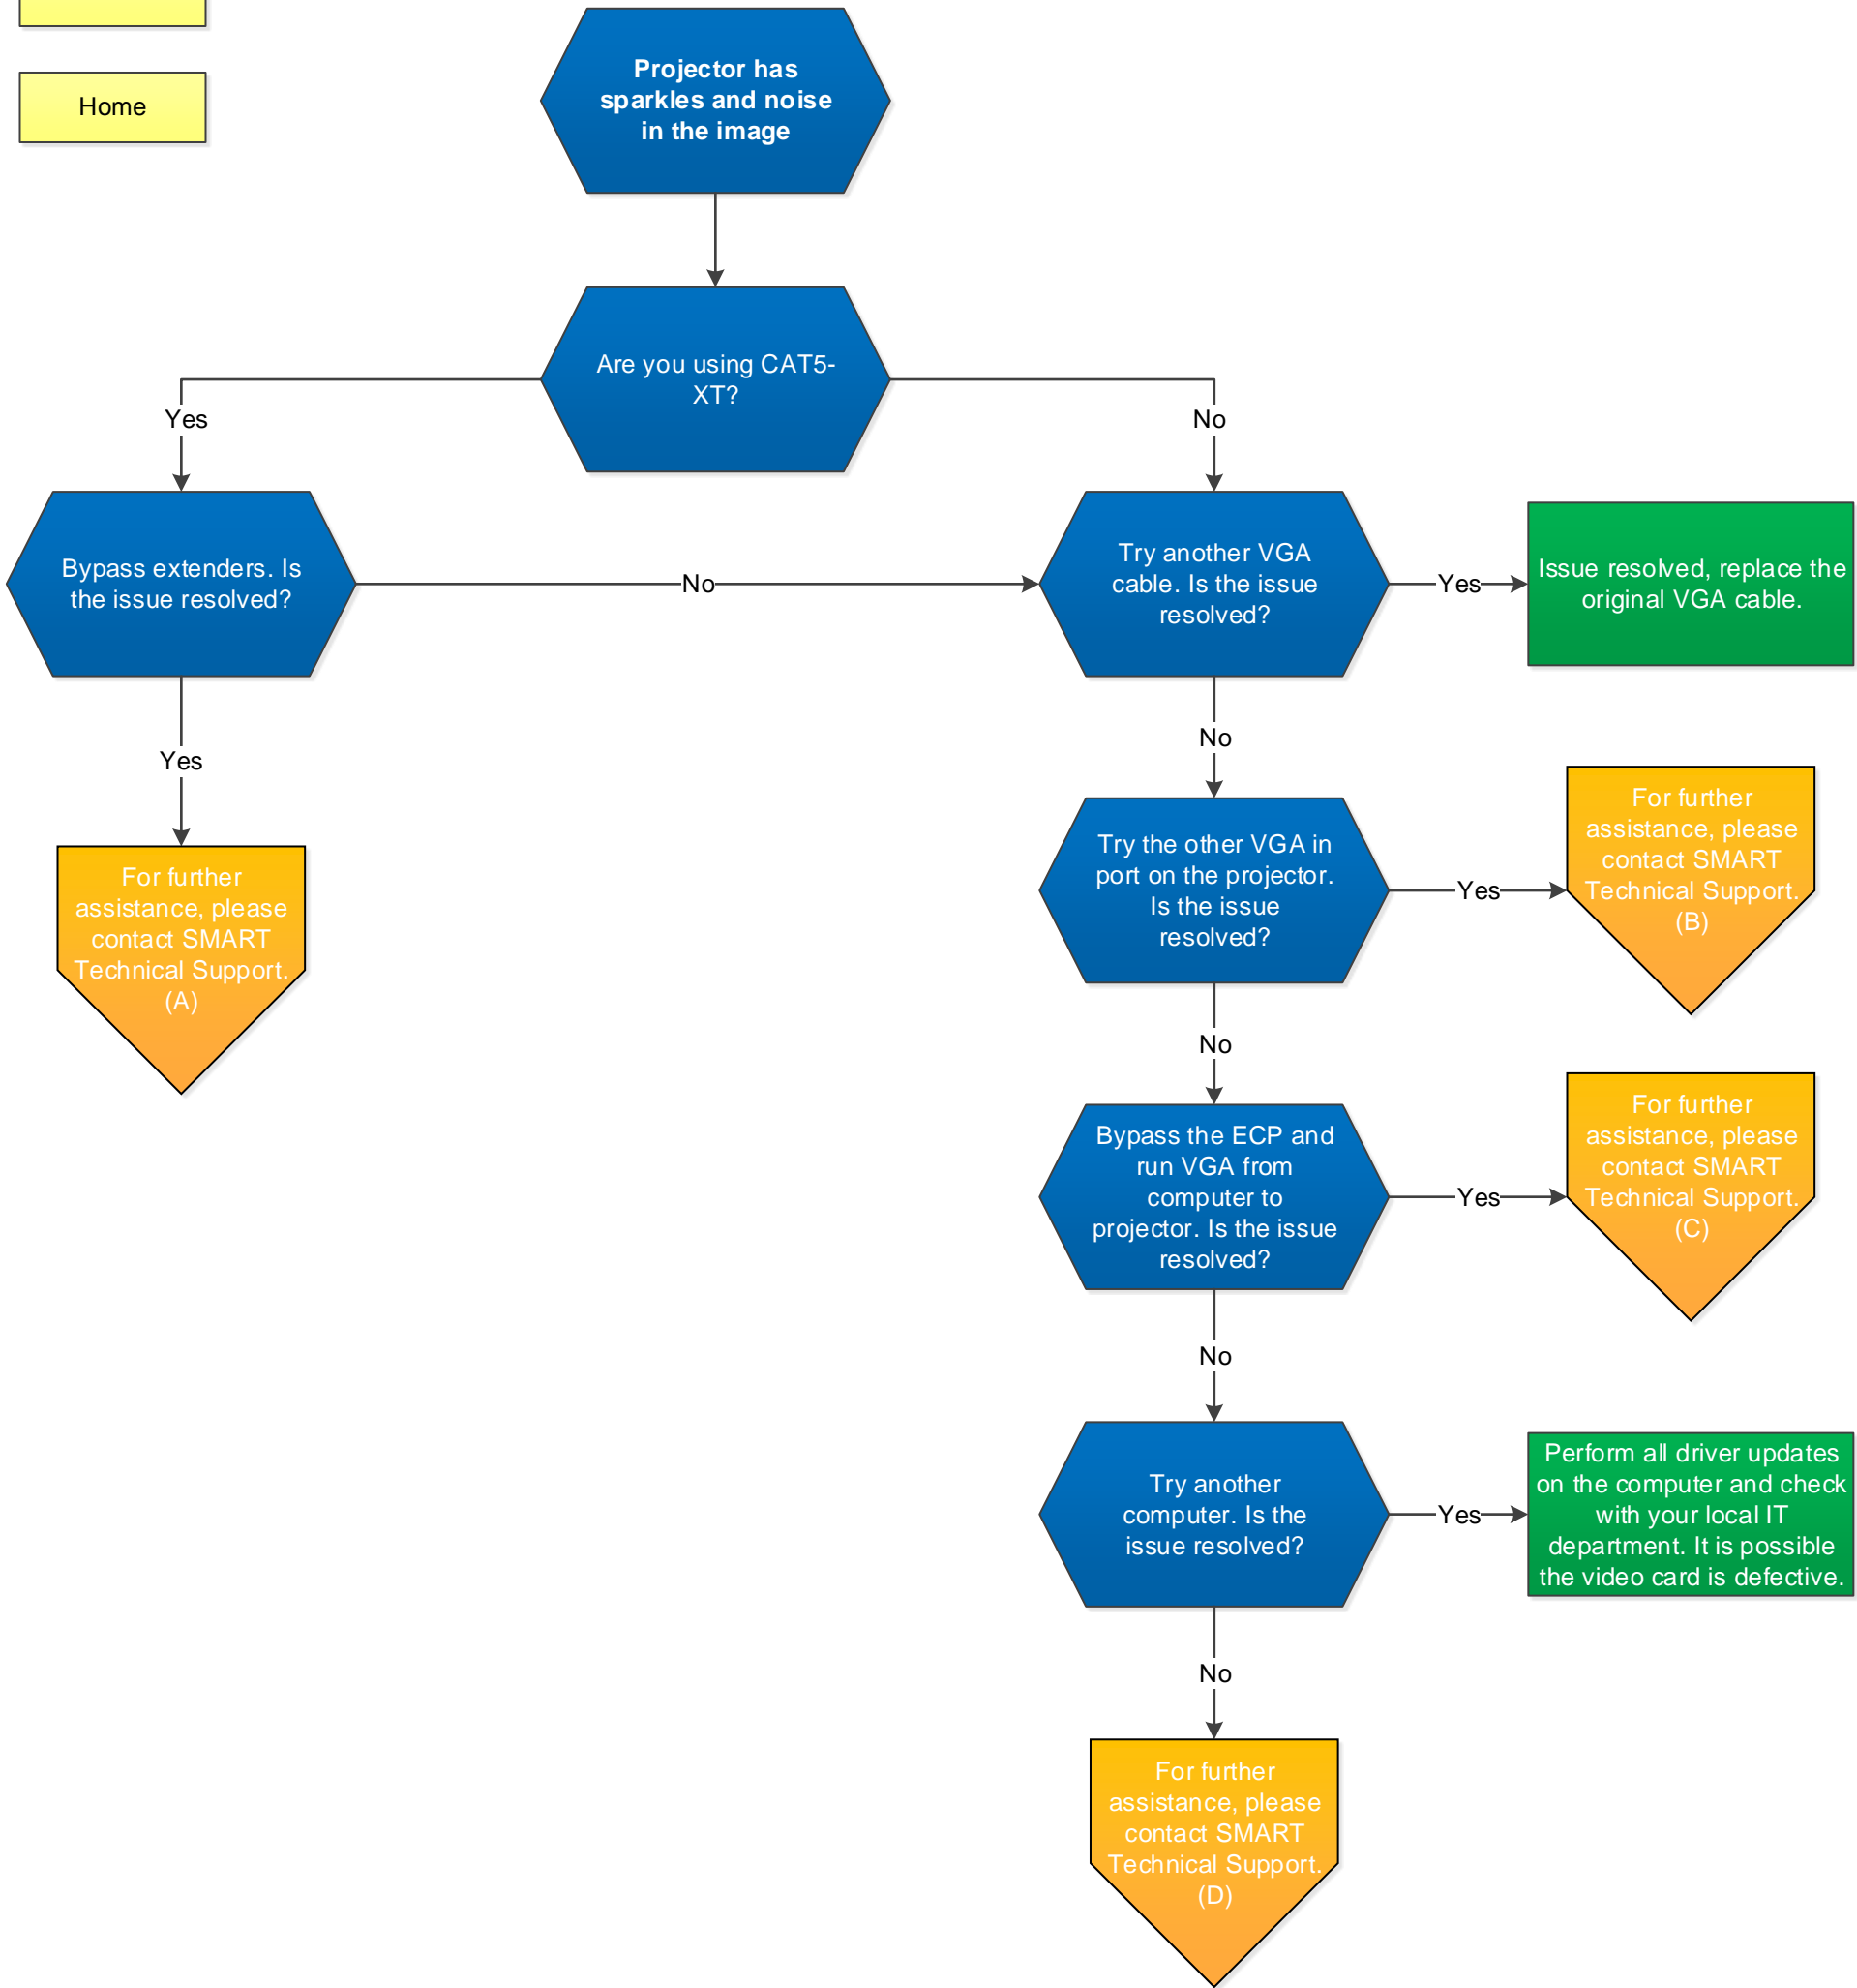 Home
Projector has
sparkles and noise
in the image
Are you using CAT5-
XT?
Yes
No
Bypass extenders. Is
the issue resolved?
No
Try another VGA
cable. Is the issue
resolved?
Yes
Issue resolved, replace the
original VGA cable.
Yes
No
For further
assistance, please
contact SMART
Technical Support.
(A)
Try the other VGA in
port on the projector.
Is the issue
resolved?
Yes
For further
assistance, please
contact SMART
Technical Support.
(B)
No
Bypass the ECP and
run VGA from
computer to
projector. Is the issue
resolved?
Yes
For further
assistance, please
contact SMART
Technical Support.
(C)
No
Try another
computer. Is the
issue resolved?
Yes
Perform all driver updates
on the computer and check
with your local IT
department. It is possible
the video card is defective.
No
For further
assistance, please
contact SMART
Technical Support.
(D)